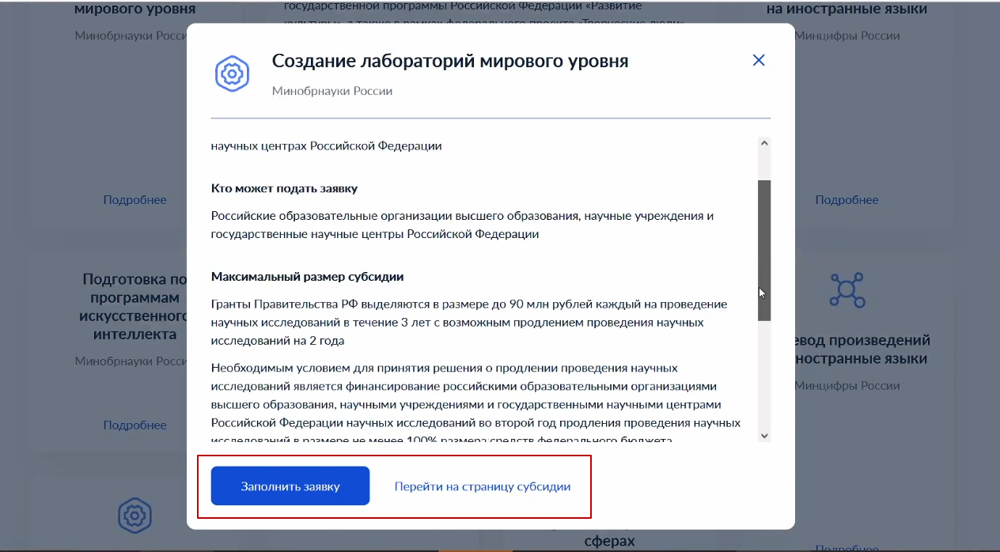 мирового уровня
Минобрнауки
Подробнее
Подготовка
программам
искусственного
интеллекта
Минобрнауки
Подробнее
государственной программы Российской Федерации «Развитие
Создание лабораторий мирового уровня
Минобрнауки России
научных центрах Российской Федерации
Кто может подать заявку
Российские образовательные организации высшего образования, научные учреждения и
государственные научные центры Российской Федерации
Максимальный размер субсидии
Гранты Правительства РФ выделяются в размере до 90 млн рублей каждый на проведение
научных исследований в течение 3 лет с возможным продлением проведения научных
исследований на 2 года
Необходимым условием для принятия решения о продлении проведения научных
исследований является финансирование российскими образовательными организациями
высшего образования, научными учреждениями и государственными научными центрами
Российской Федерации научных исследований во второй год продления проведения научных
исследований в размере не менее 100% размера средств федерального бюджета
Заполнить заявку
Перейти на страницу субсидии
сферах
на иностранные языки
Минцифры России
Подробнее
произведений
языки
Минцифры России
Подробнее